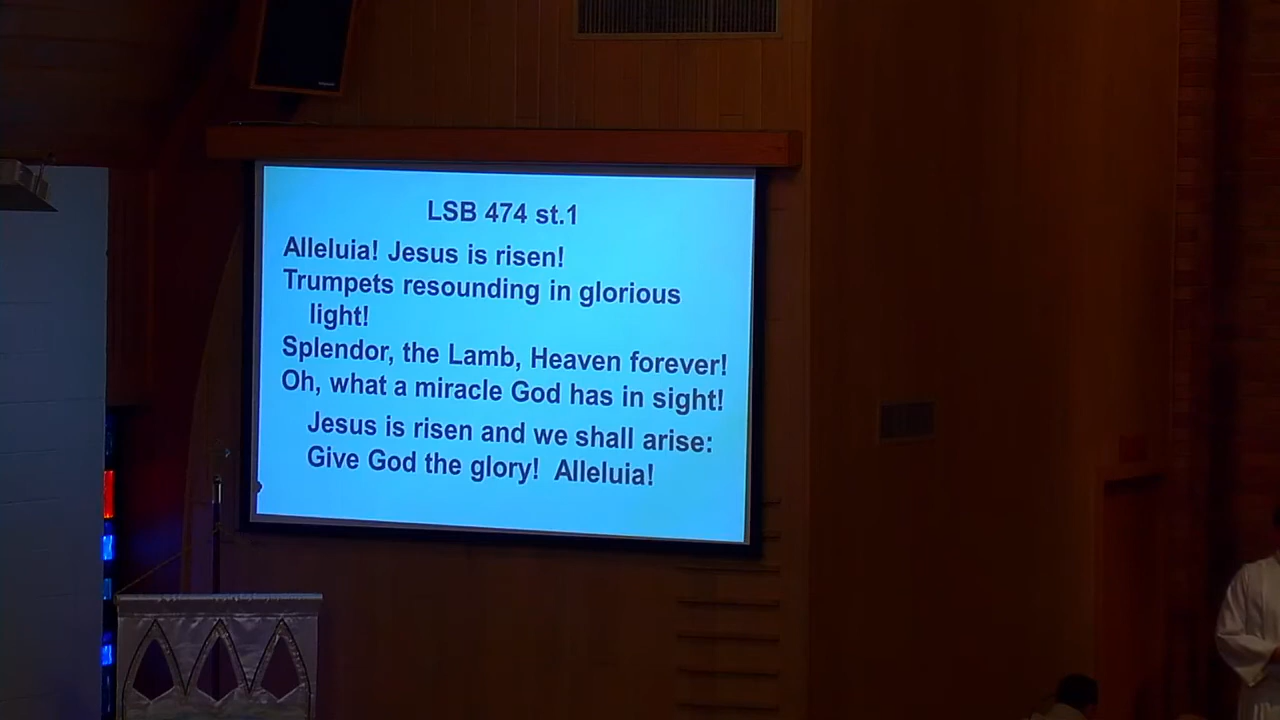 LSB 474 st.1
Alleluia! Jesus is risen!
Trumpets resounding in glorious
light!
Splendor, the Lamb, Heaven forever!
Oh, what a miracle God has in sight!
Jesus is risen and we shall arise:
Give God the glory! Alleluia!